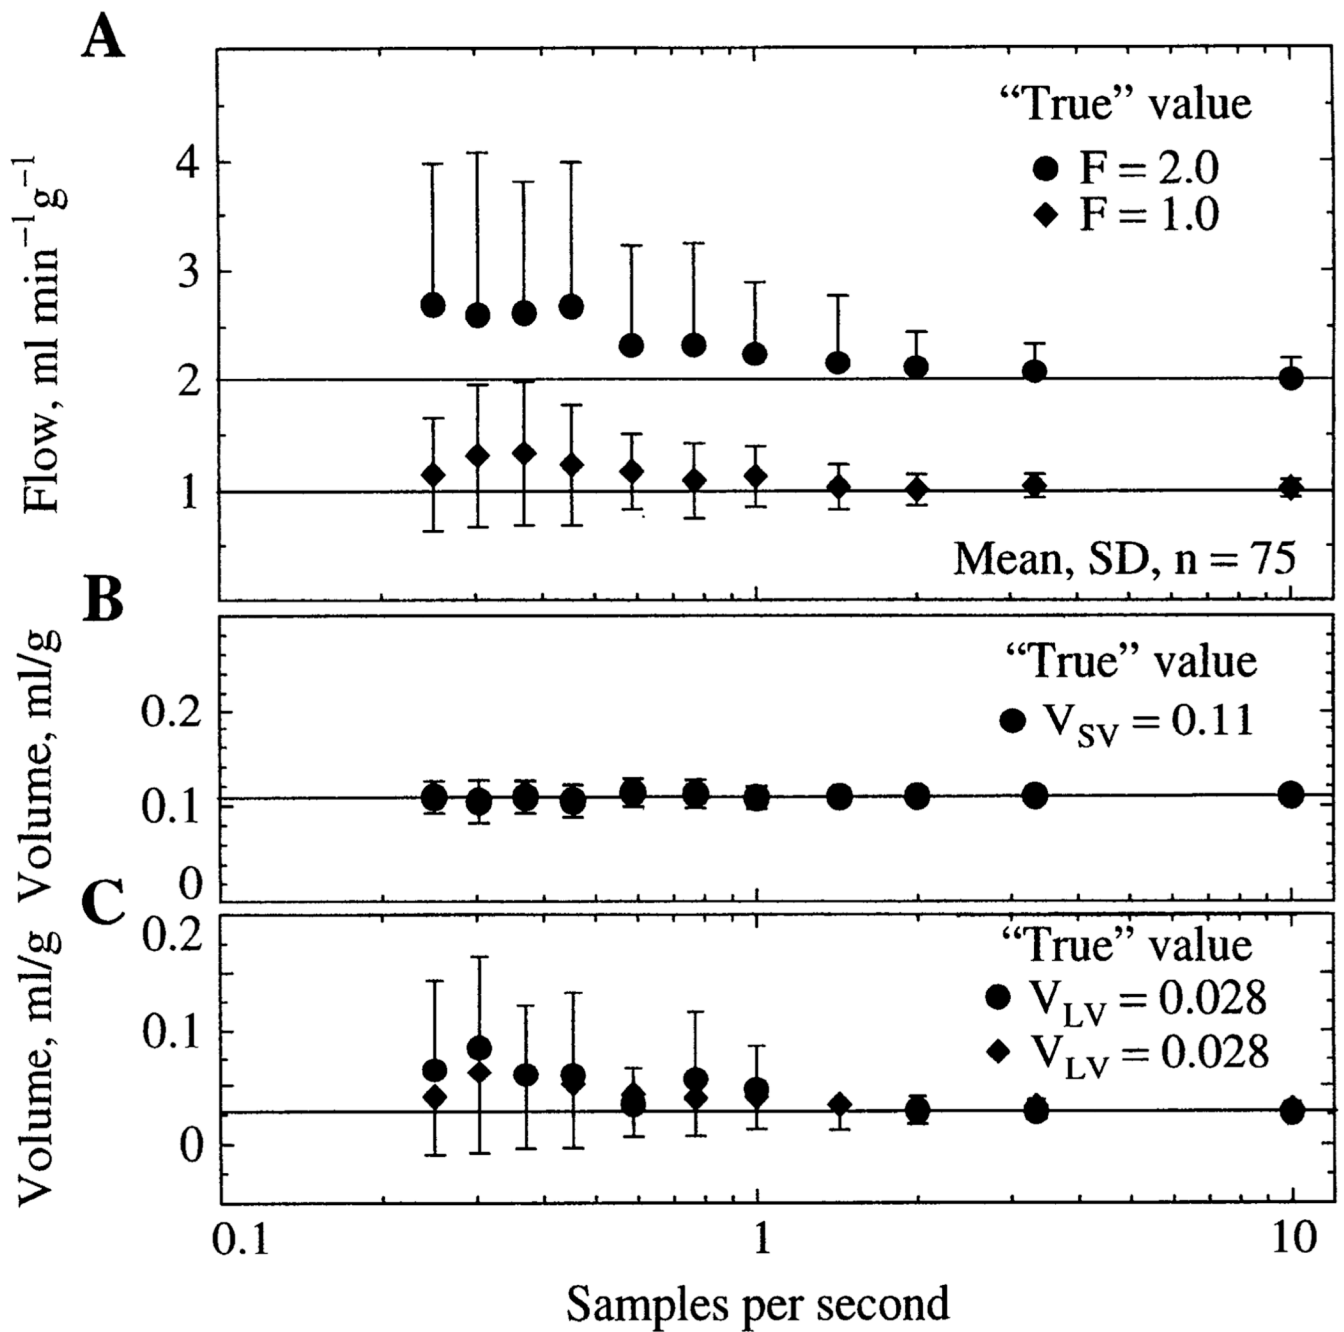 A
Flow, ml min⁻¹g⁻¹
4
3
2
1
“True” value
F = 2.0
F = 1.0
Mean, SD, n = 75
B
Volume, ml/g
0.2
0.1
0
“True” value
V_SV = 0.11
C
Volume, ml/g
0.2
0.1
0
“True” value
V_LV = 0.028
V_LV = 0.028
0.1
1
10
Samples per second